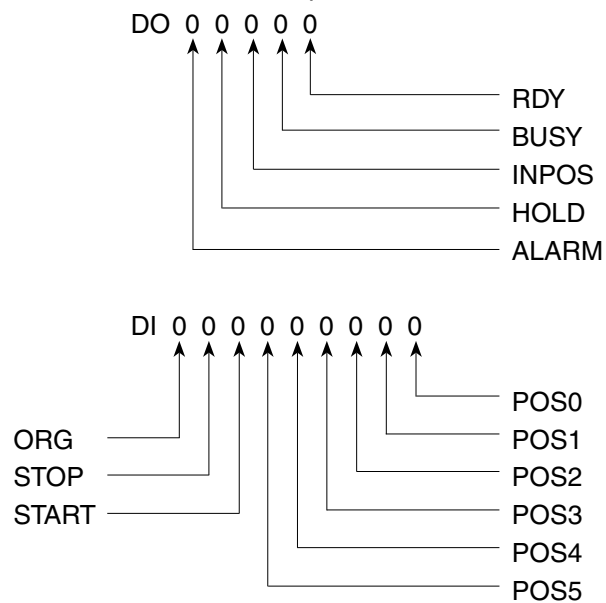 DO 0 0 0 0 0
RDY
BUSY
INPOS
HOLD
ALARM
DI 0 0 0 0 0 0 0 0 0
POS0
ORG POS1
STOP POS2
START POS3
POS4
POS5